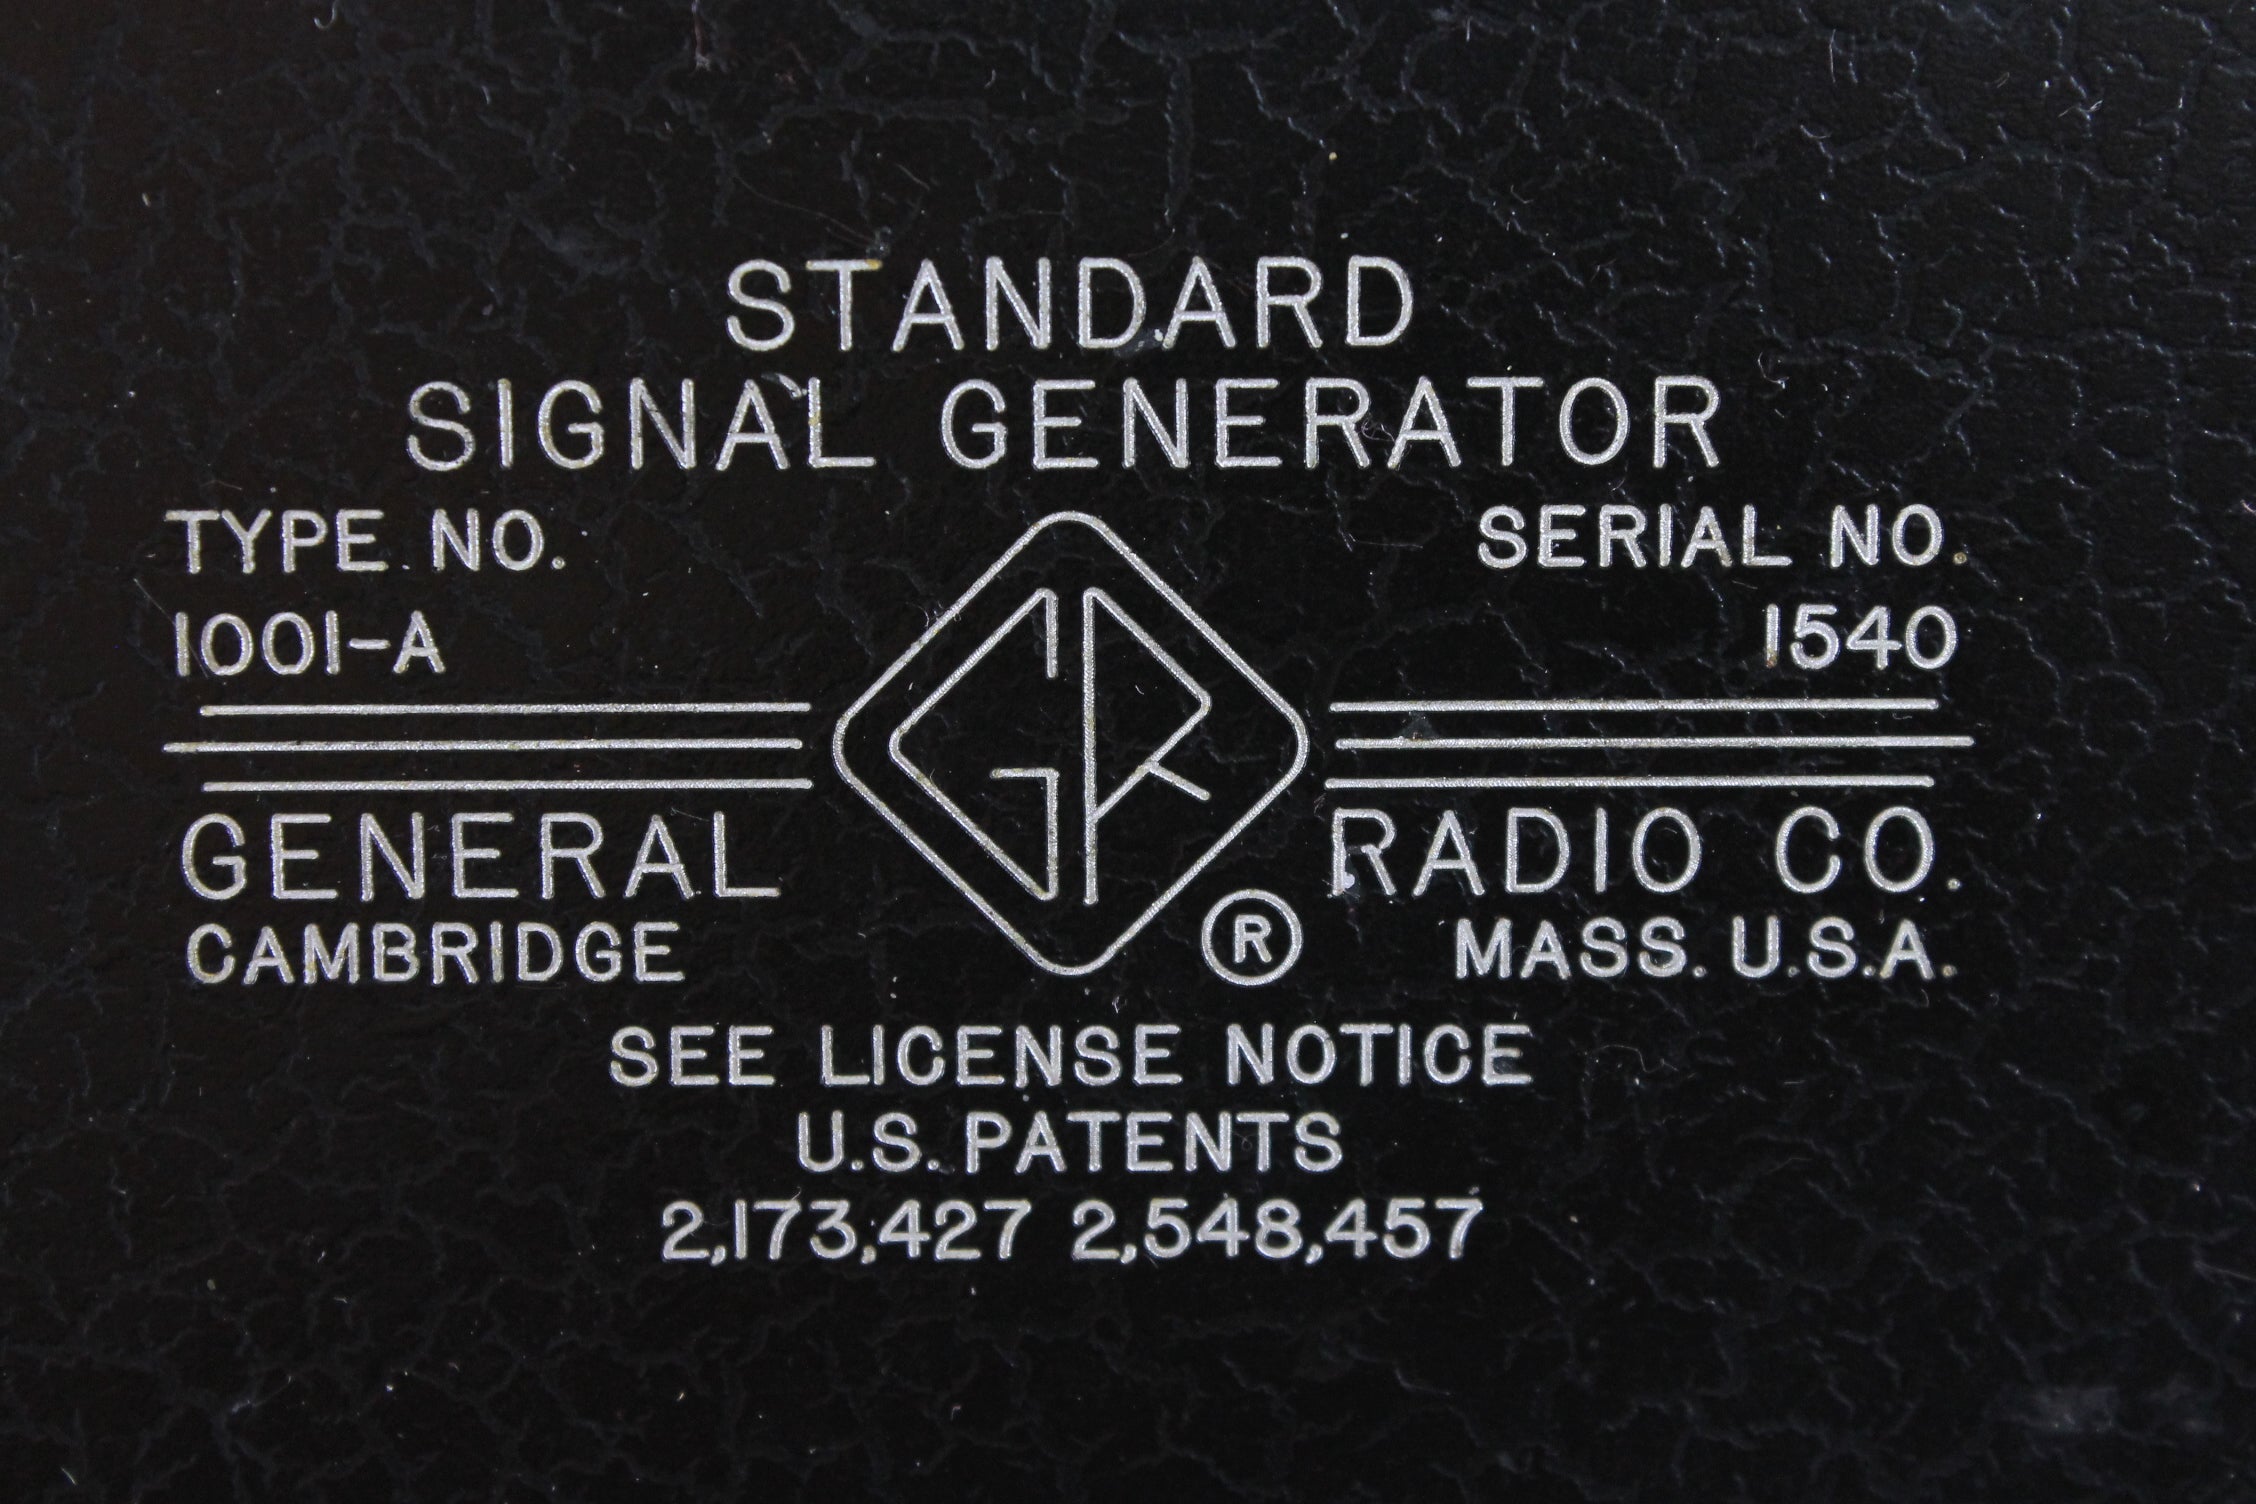 STANDARD
SIGNAL GENERATOR
TYPE NO. SERIAL NO.
1001-A 1540
GR
GENERAL RADIO CO.
®
CAMBRIDGE MASS. U.S.A.
SEE LICENSE NOTICE
U.S. PATENTS
2,173,427 2,548,457